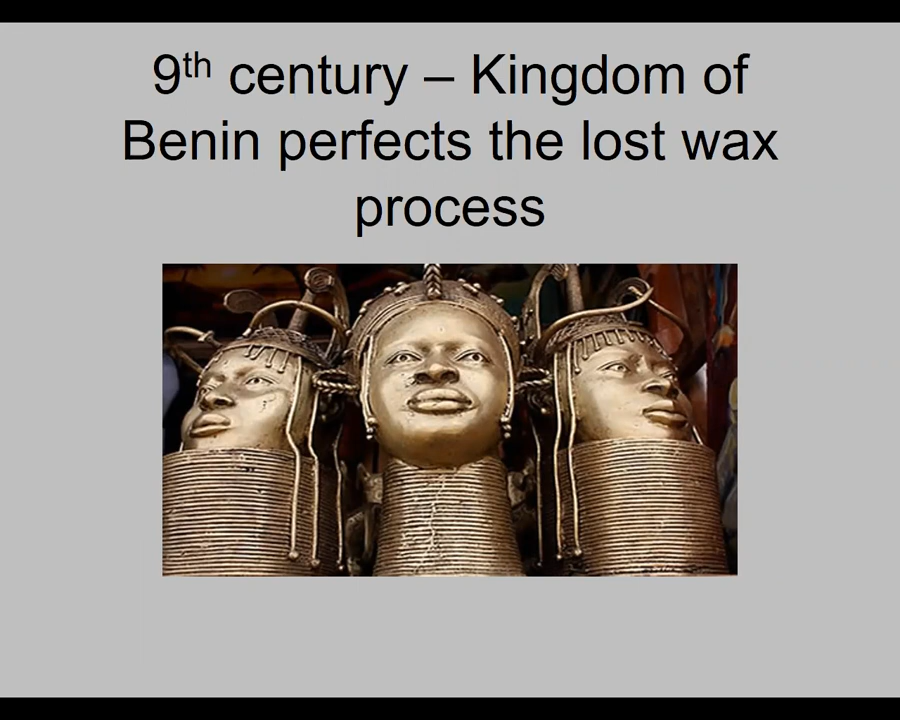 9th century – Kingdom of
Benin perfects the lost wax
process